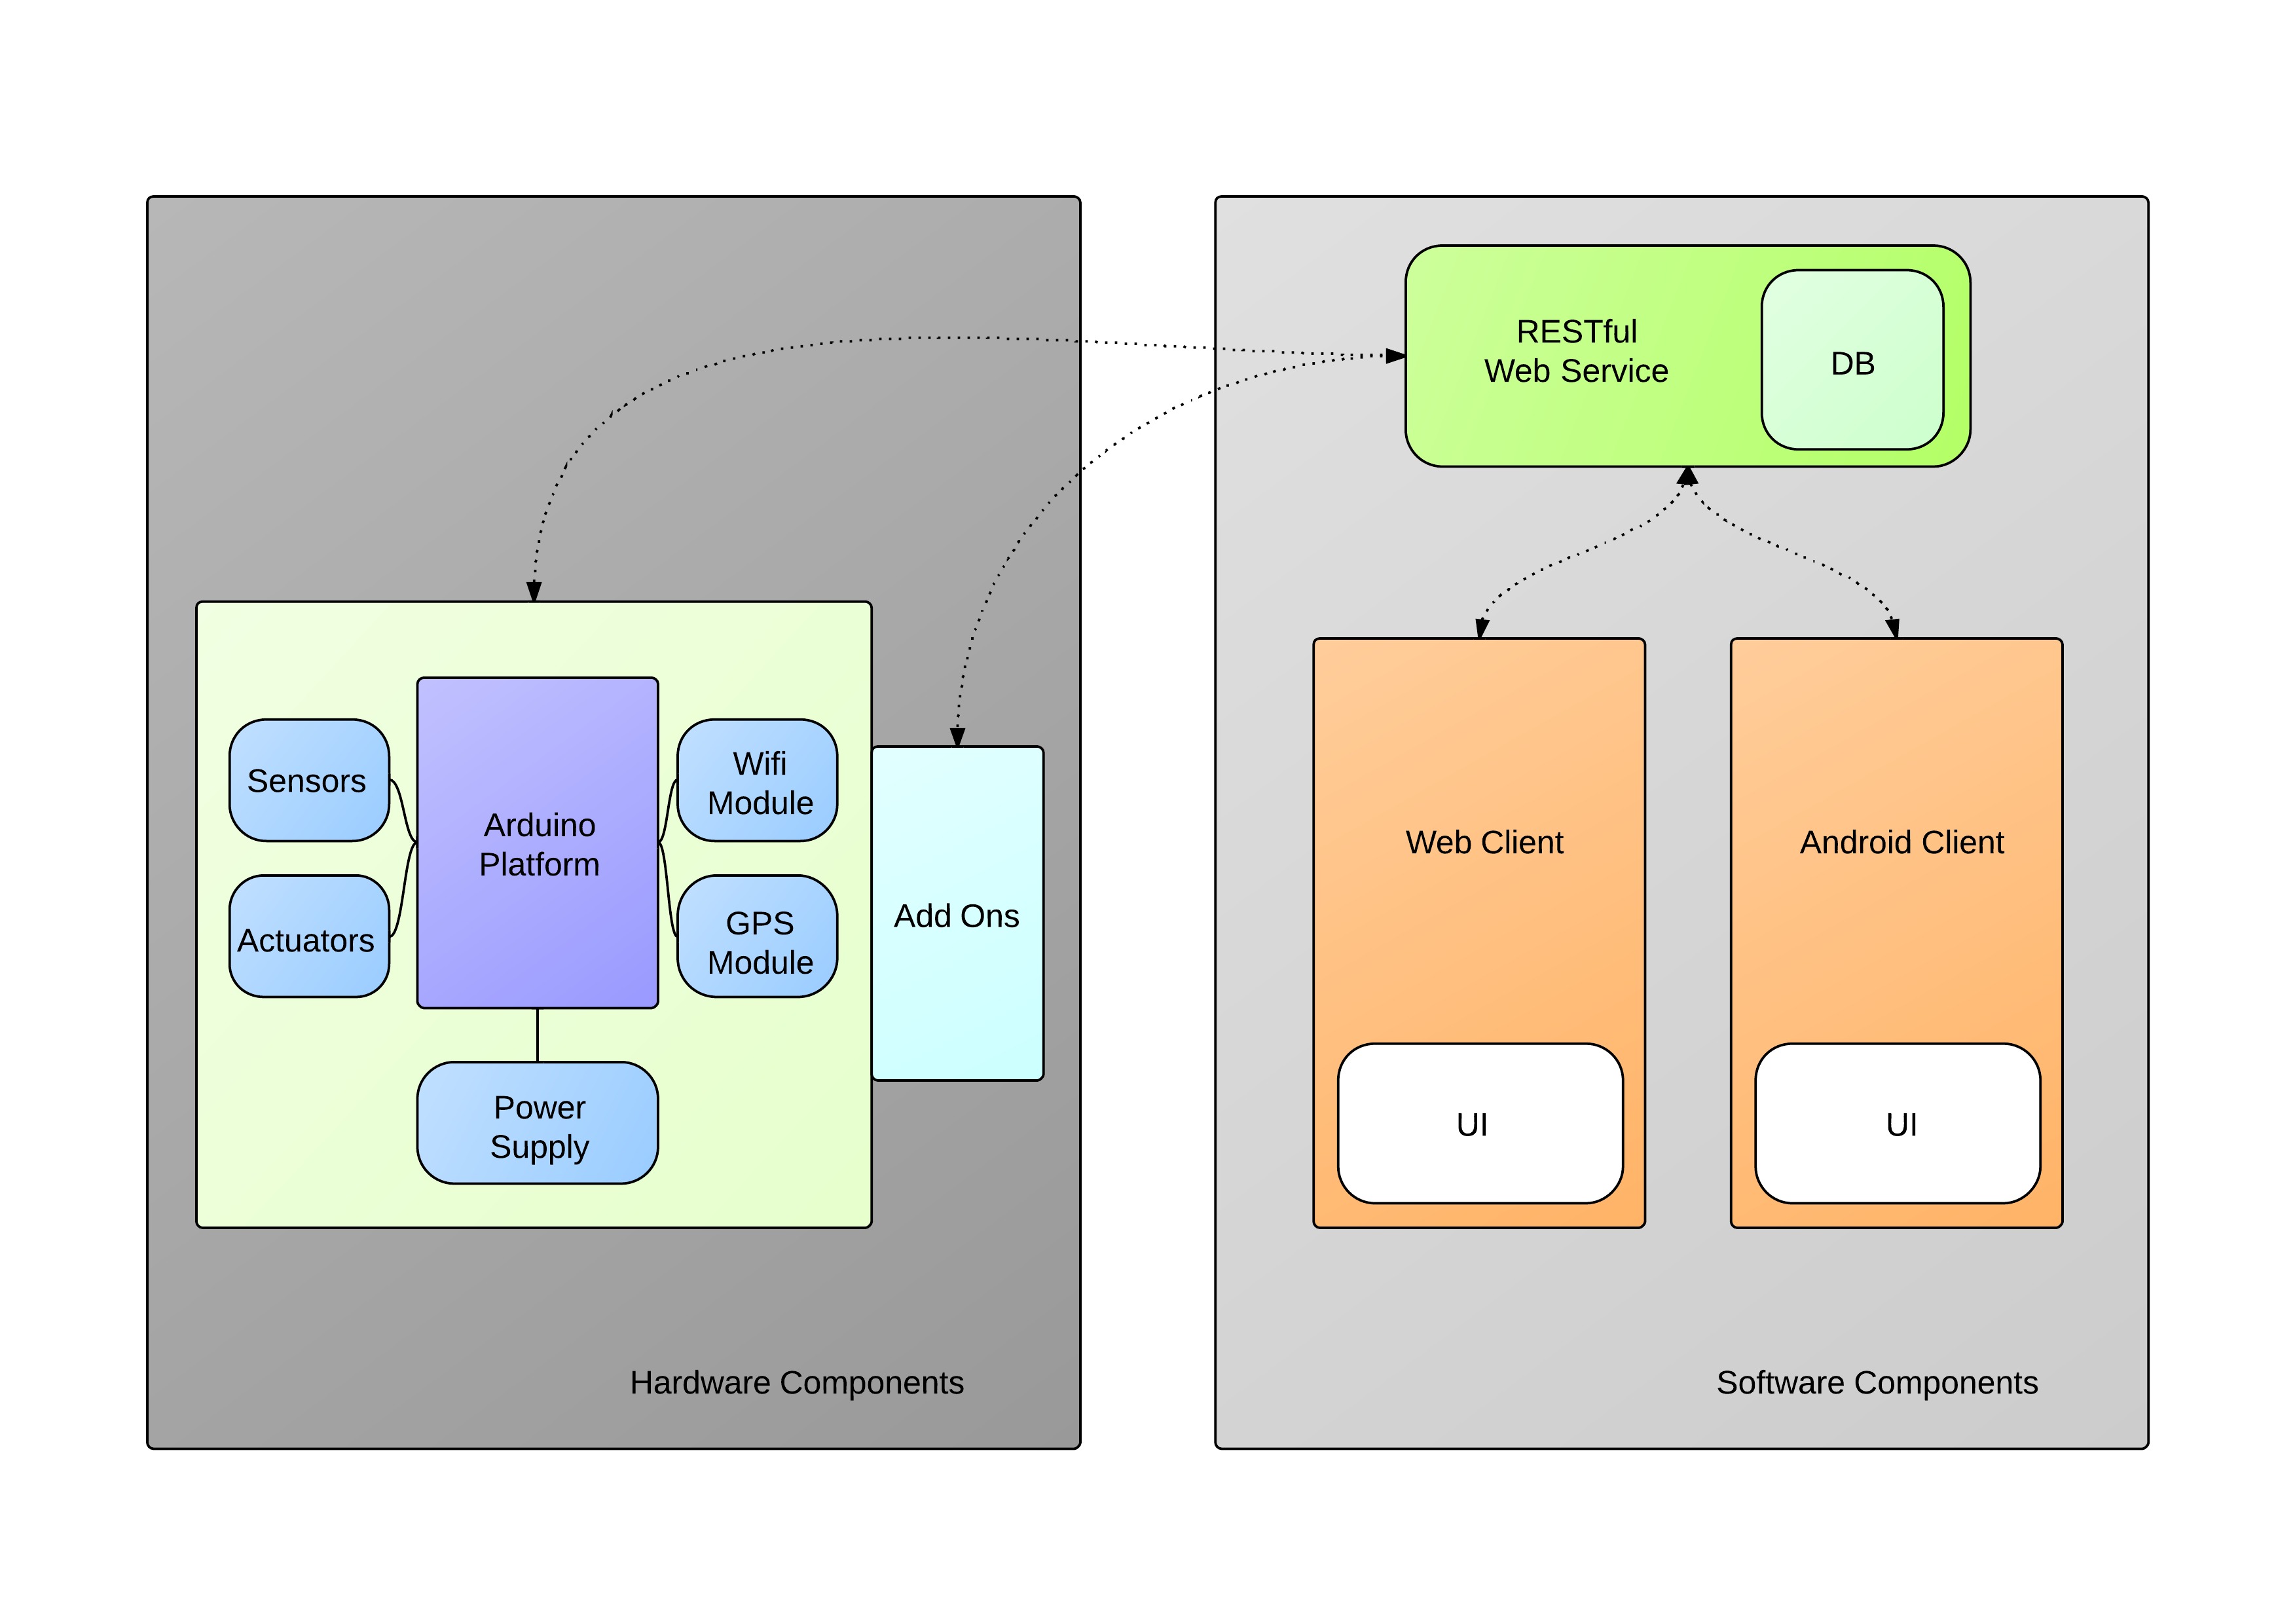 RESTful
Web Service
DB
Sensors
Actuators
Arduino
Platform
Wifi
Module
GPS
Module
Power
Supply
Add Ons
Web Client
Android Client
UI
UI
Hardware Components
Software Components